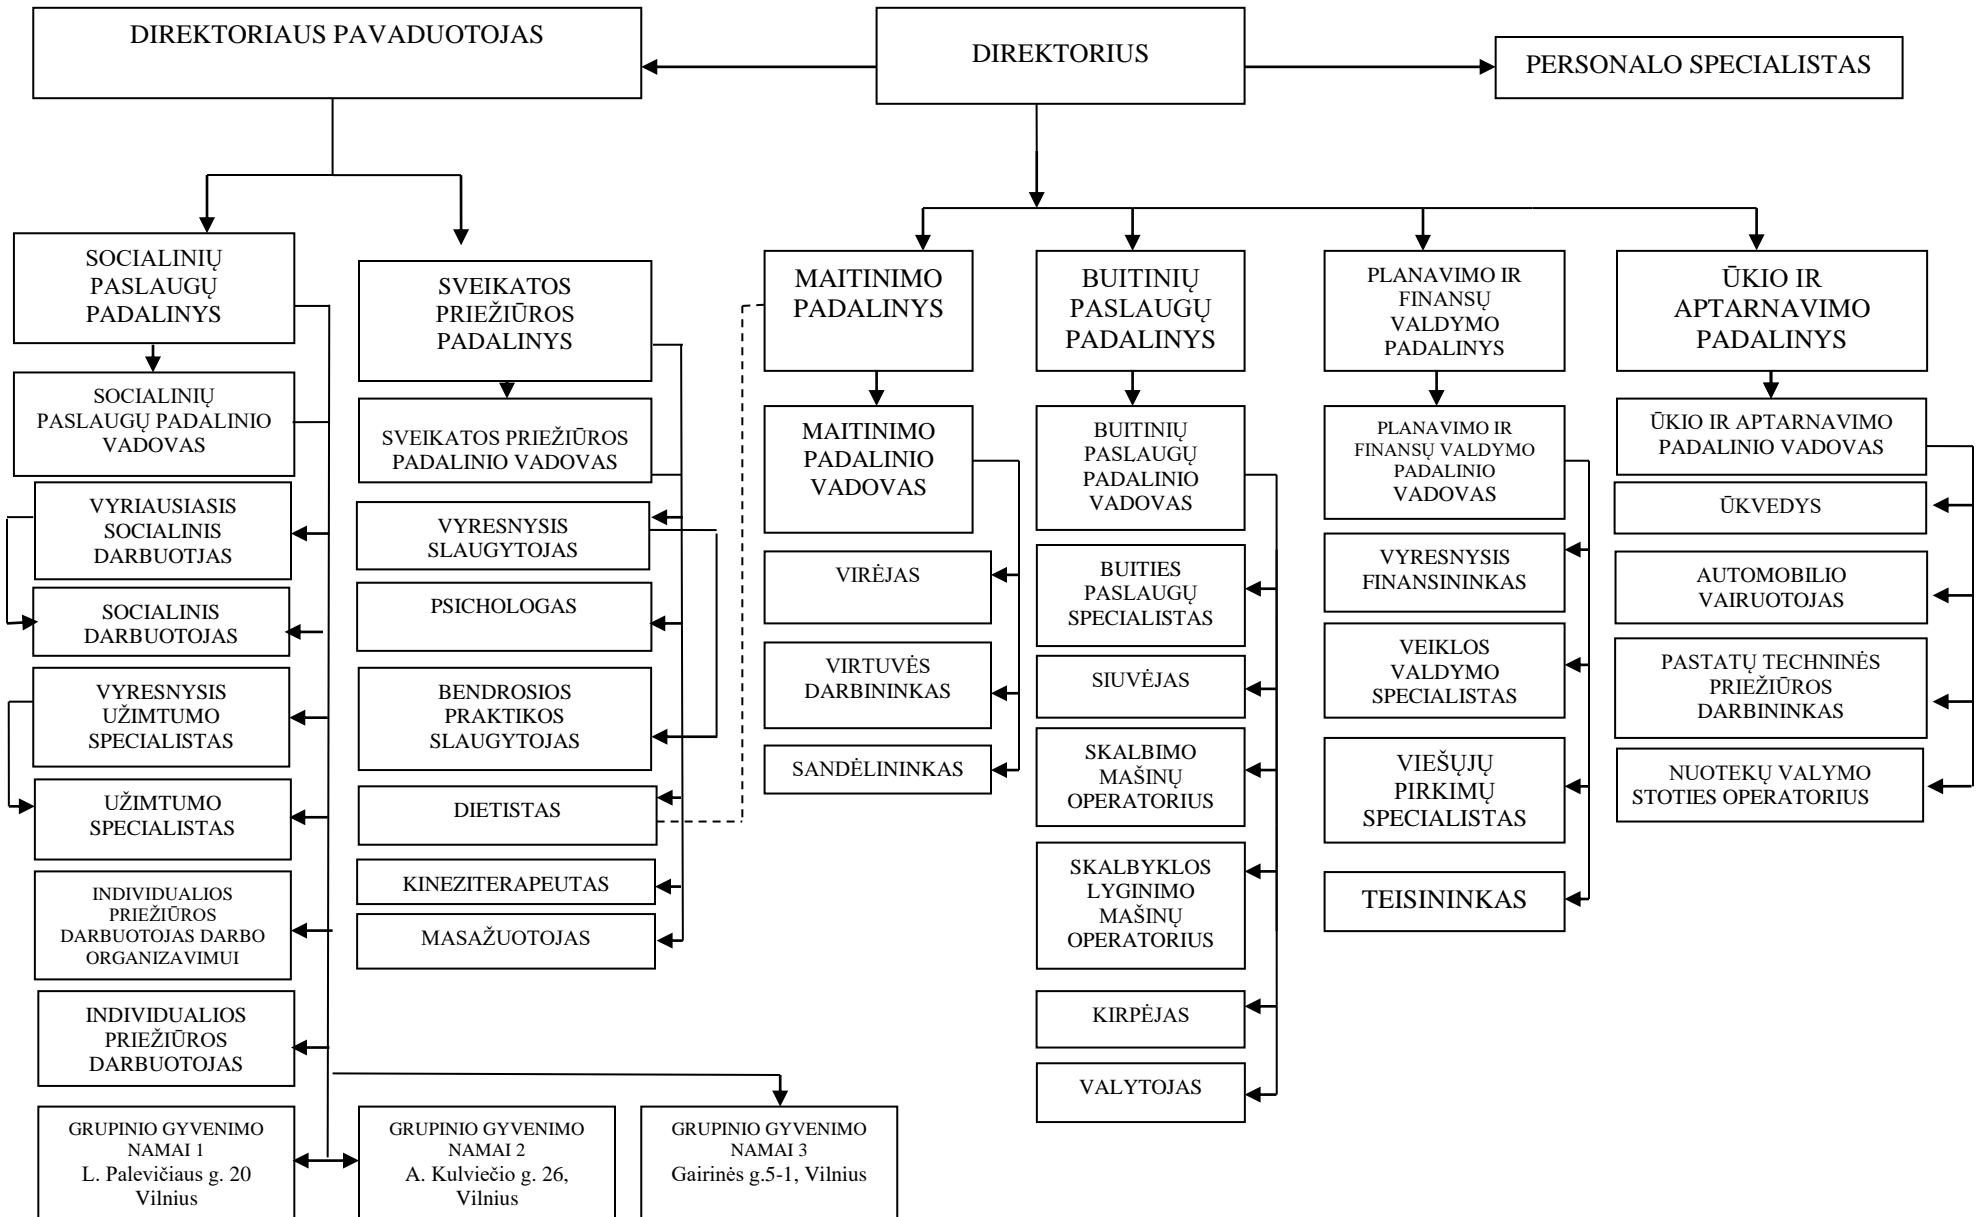 DIREKTORIAUS PAVADUOTOJAS
DIREKTORIUS
PERSONALO SPECIALISTAS
SOCIALINIŲ
PASLAUGŲ
PADALINYS
SOCIALINIŲ
PASLAUGŲ PADALINIO
VADOVAS
VYRIAUSIASIS
SOCIALINIS
DARBUOTJAS
SOCIALINIS
DARBUOTOJAS
VYRESNYSIS
UŽIMTUMO
SPECIALISTAS
UŽIMTUMO
SPECIALISTAS
INDIVIDUALIOS
PRIEŽIŪROS
DARBUOTOJAS DARBO
ORGANIZAVIMUI
INDIVIDUALIOS
PRIEŽIŪROS
DARBUOTOJAS
GRUPINIO GYVENIMO
NAMAI 1
L. Palevičiaus g. 20
Vilnius
GRUPINIO GYVENIMO
NAMAI 2
A. Kulviečio g. 26,
Vilnius
GRUPINIO GYVENIMO
NAMAI 3
Gairinės g.5-1, Vilnius
SVEIKATOS
PRIEŽIŪROS
PADALINYS
SVEIKATOS PRIEŽIŪROS
PADALINIO VADOVAS
VYRESNYSIS
SLAUGYTOJAS
PSICHOLOGAS
BENDROSIOS
PRAKTIKOS
SLAUGYTOJAS
DIETISTAS
KINEZITERAPEUTAS
MASAŽUOTOJAS
MAITINIMO
PADALINYS
MAITINIMO
PADALINIO
VADOVAS
VIRĖJAS
VIRTUVĖS
DARBININKAS
SANDĖLININKAS
BUITINIŲ
PASLAUGŲ
PADALINYS
BUITINIŲ
PASLAUGŲ
PADALINIO
VADOVAS
BUITIES
PASLAUGŲ
SPECIALISTAS
SIUVĖJAS
SKALBIMO
MAŠINŲ
OPERATORIUS
SKALBYKLOS
LYGINIMO
MAŠINŲ
OPERATORIUS
KIRPĖJAS
VALYTOJAS
PLANAVIMO IR
FINANSŲ
VALDYMO
PADALINYS
PLANAVIMO IR
FINANSŲ VALDYMO
PADALINIO
VADOVAS
VYRESNYSIS
FINANSININKAS
VEIKLOS
VALDYMO
SPECIALISTAS
VIEŠŲJŲ
PIRKIMŲ
SPECIALISTAS
TEISININKAS
ŪKIO IR
APTARNAVIMO
PADALINYS
ŪKIO IR APTARNAVIMO
PADALINIO VADOVAS
ŪKVEDYS
AUTOMOBILIO
VAIRUOTOJAS
PASTATŲ TECHNINĖS
PRIEŽIŪROS
DARBININKAS
NUOTEKŲ VALYMO
STOTIES OPERATORIUS